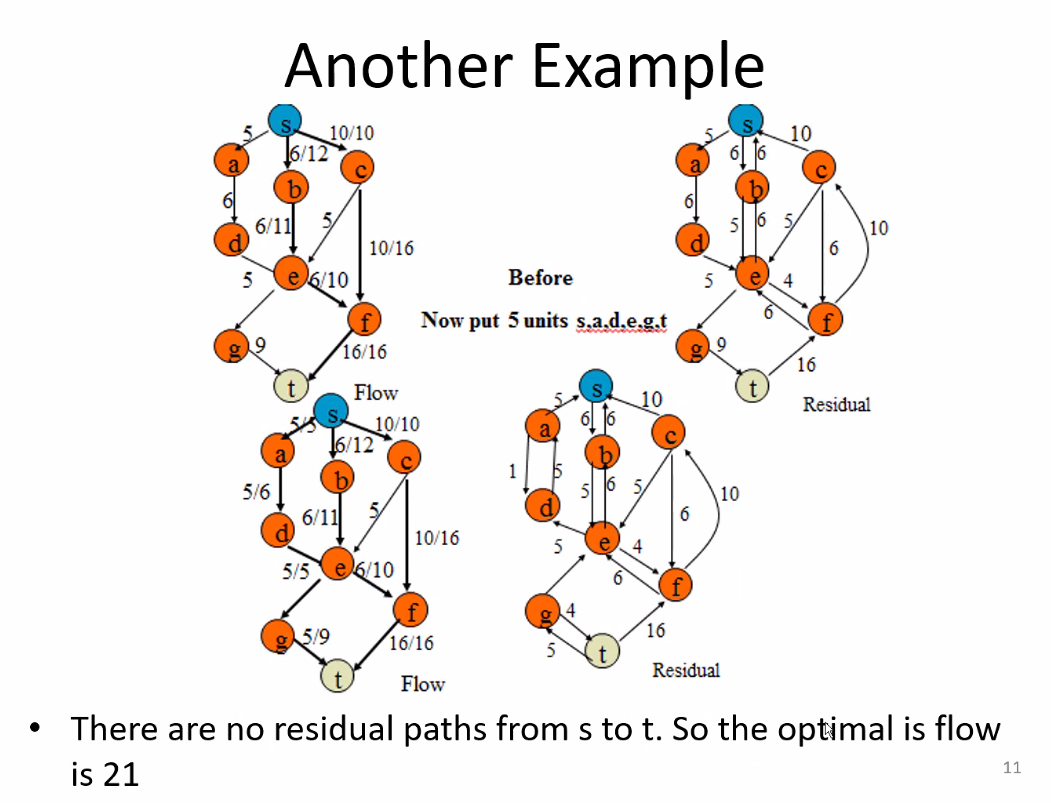 Another Example
s
5
10/10
6/12
a
b
c
6
6/11
5
10/16
d
e
5
6/10
f
g
9
16/16
t
Flow
Before
Now put 5 units s,a,d,e,g,t
s
5
10
6
6
a
b
c
6
5
6
5
6
10
d
e
5
4
6
f
g
9
16
t
Residual
s
5/5
10/10
6/12
a
b
c
5/6
6/11
5
10/16
d
e
5/5
6/10
f
g
5/9
16/16
t
Flow
s
5
10
6
6
a
b
c
1
5
5
6
5
6
10
d
e
5
4
6
f
g
4
5
16
t
Residual
• There are no residual paths from s to t. So the optimal is flow
is 21
11